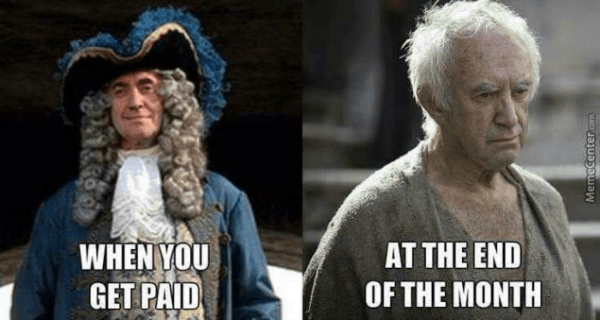 WHEN YOU
GET PAID
AT THE END
OF THE MONTH
MemeCenter.com